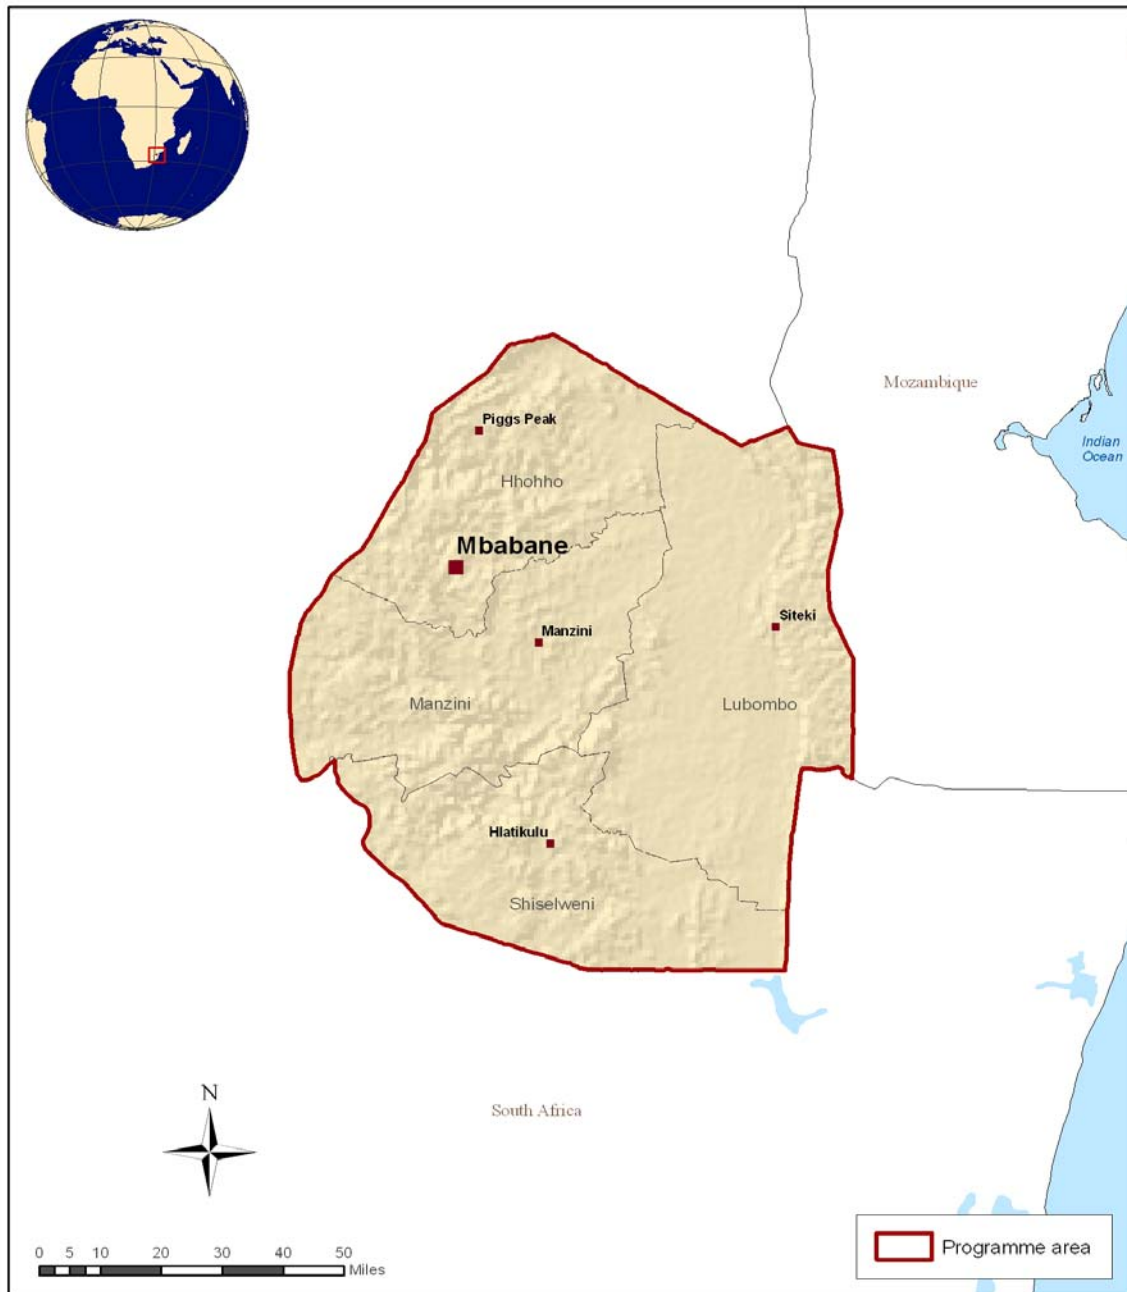 Mozambique
Indian
Ocean
Piggs Peak
Hhohho
Mbabane
Siteki
Manzini
Manzini
Lubombo
Hlatikulu
Shiselweni
N
South Africa
0 5 10 20 30 40 50
Miles
Programme area